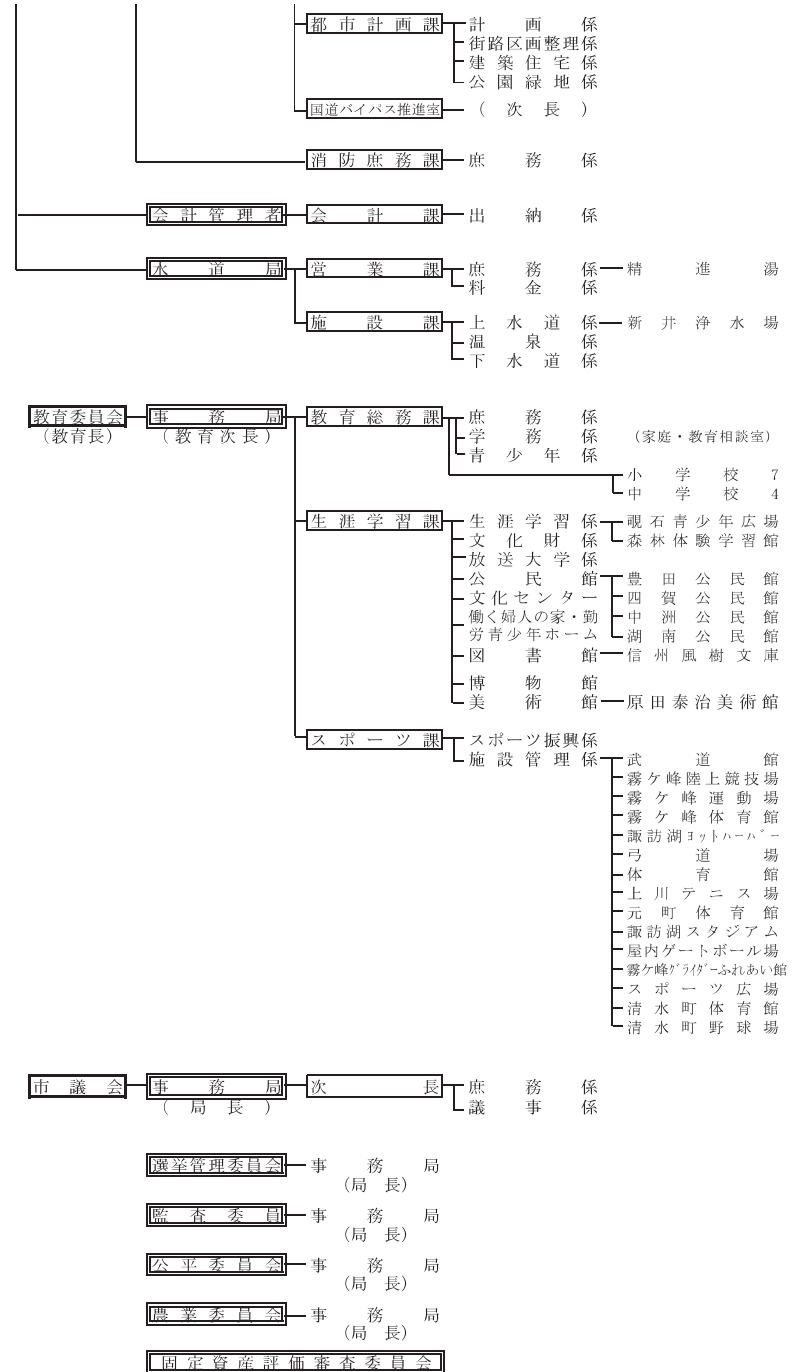 都市計画課 計画係
街路区画整理係
建築住宅係
公園緑地係
国道バイパス推進室 (次長)
消防庶務課 庶務係
会計管理者 会計課 出納係
水道局 営業課 庶務係 精進湯
料金係
施設課 上水道係 新井浄水場
温泉係
下水道係
教育委員会 事務局 教育総務課 庶務係
(教育長) (教育次長) 学務係 (家庭・教育相談室)
青少年係
小学校 7
中学校 4
生涯学習課 生涯学習係 覗石青少年広場
文化財係 森林体験学習館
放送大学係
公民館 豊田公民館
文化センター 四賀公民館
働く婦人の家・勤 中洲公民館
労青少年ホーム 湖南公民館
図書館 信州風樹文庫
博物館
美術館 原田泰治美術館
スポーツ課 スポーツ振興係
施設管理係 武道館
霧ケ峰陸上競技場
霧ケ峰運動場
霧ケ峰体育館
諏訪湖ヨットハーバー
弓道場
体育館
上川テニス場
元町体育館
諏訪湖スタジアム
屋内ゲートボール場
霧ケ峰グライダーふれあい館
スポーツ広場
清水町体育館
清水町野球場
市議会 事務局 次長 庶務係
(局長) 議事係
選挙管理委員会 事務局
(局長)
監査委員 事務局
(局長)
公平委員会 事務局
(局長)
農業委員会 事務局
(局長)
固定資産評価審査委員会